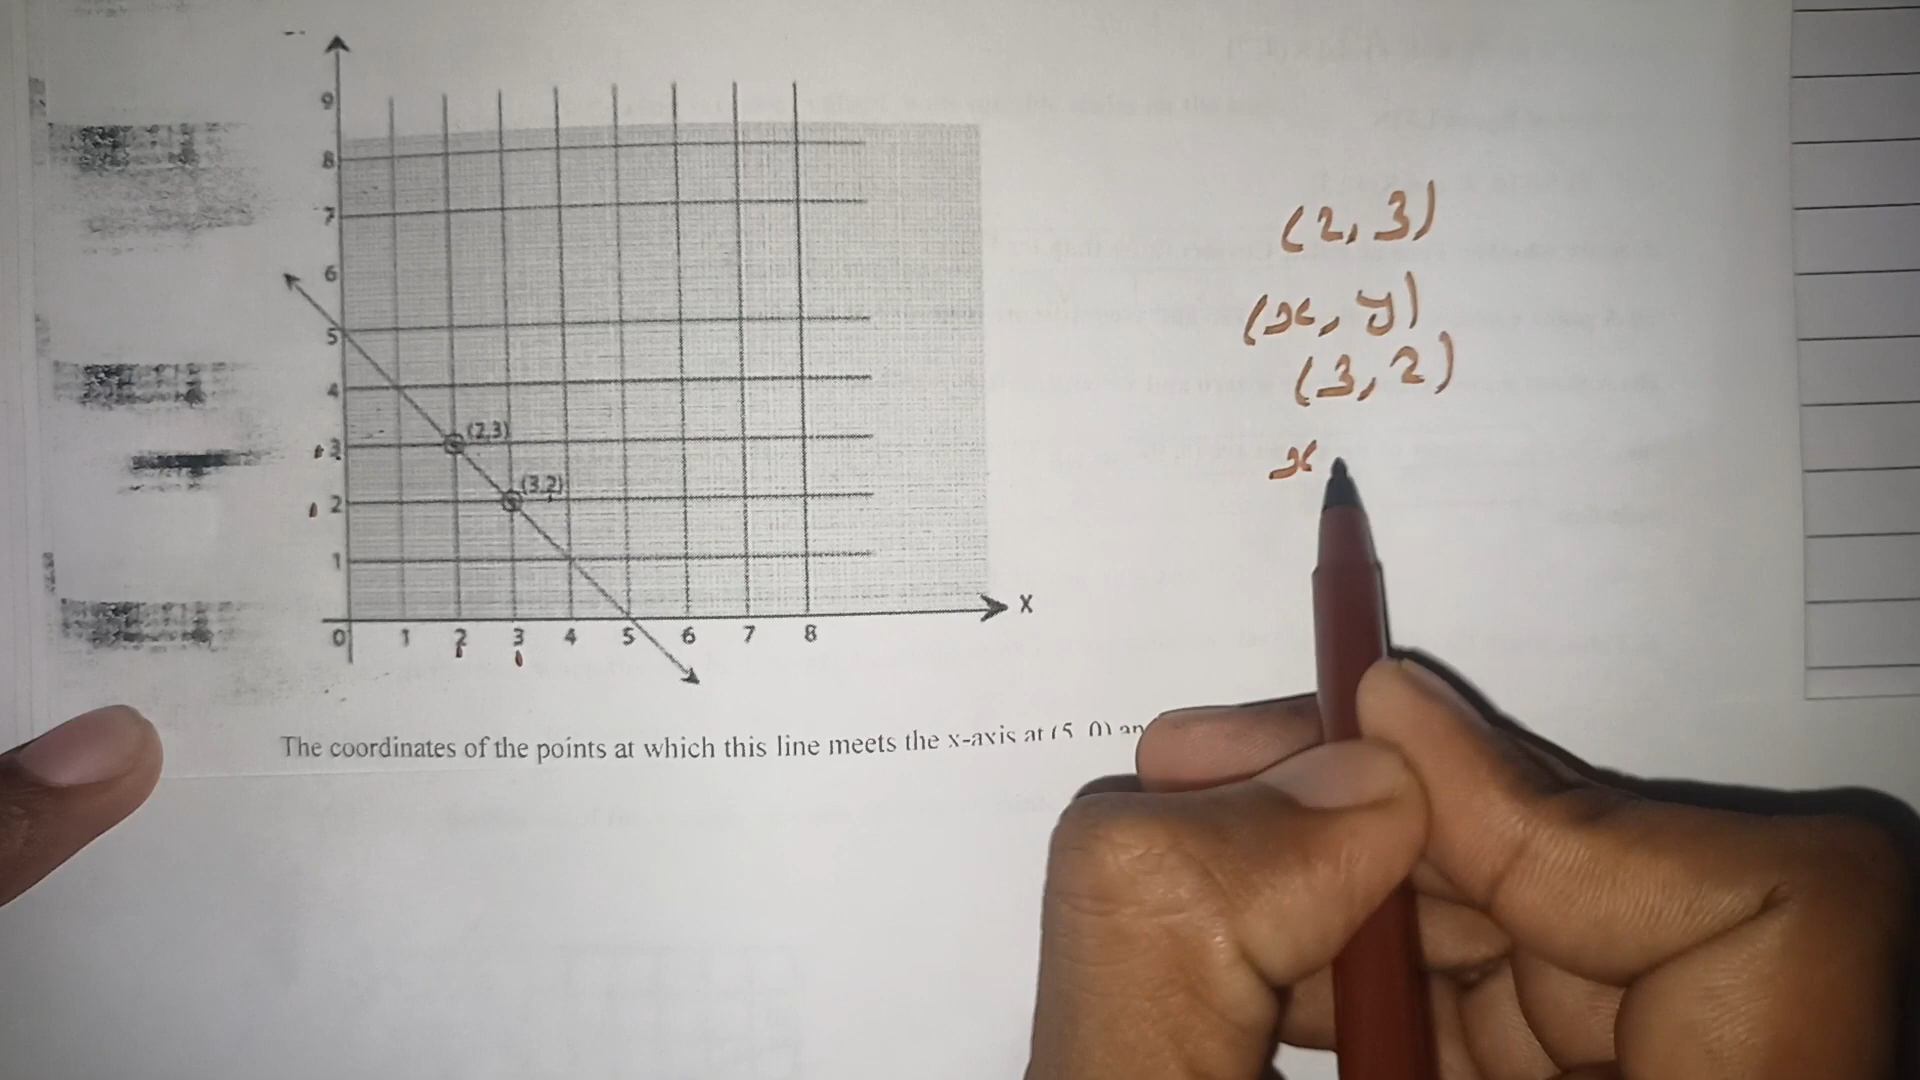 9
8
7
6
5
4
3
2
1
(2,3)
(3,2)
X
0 1 2 3 4 5 6 7 8
The coordinates of the points at which this line meets the x-axis at (5, 0)
(2, 3)
(x, y)
(3, 2)
x